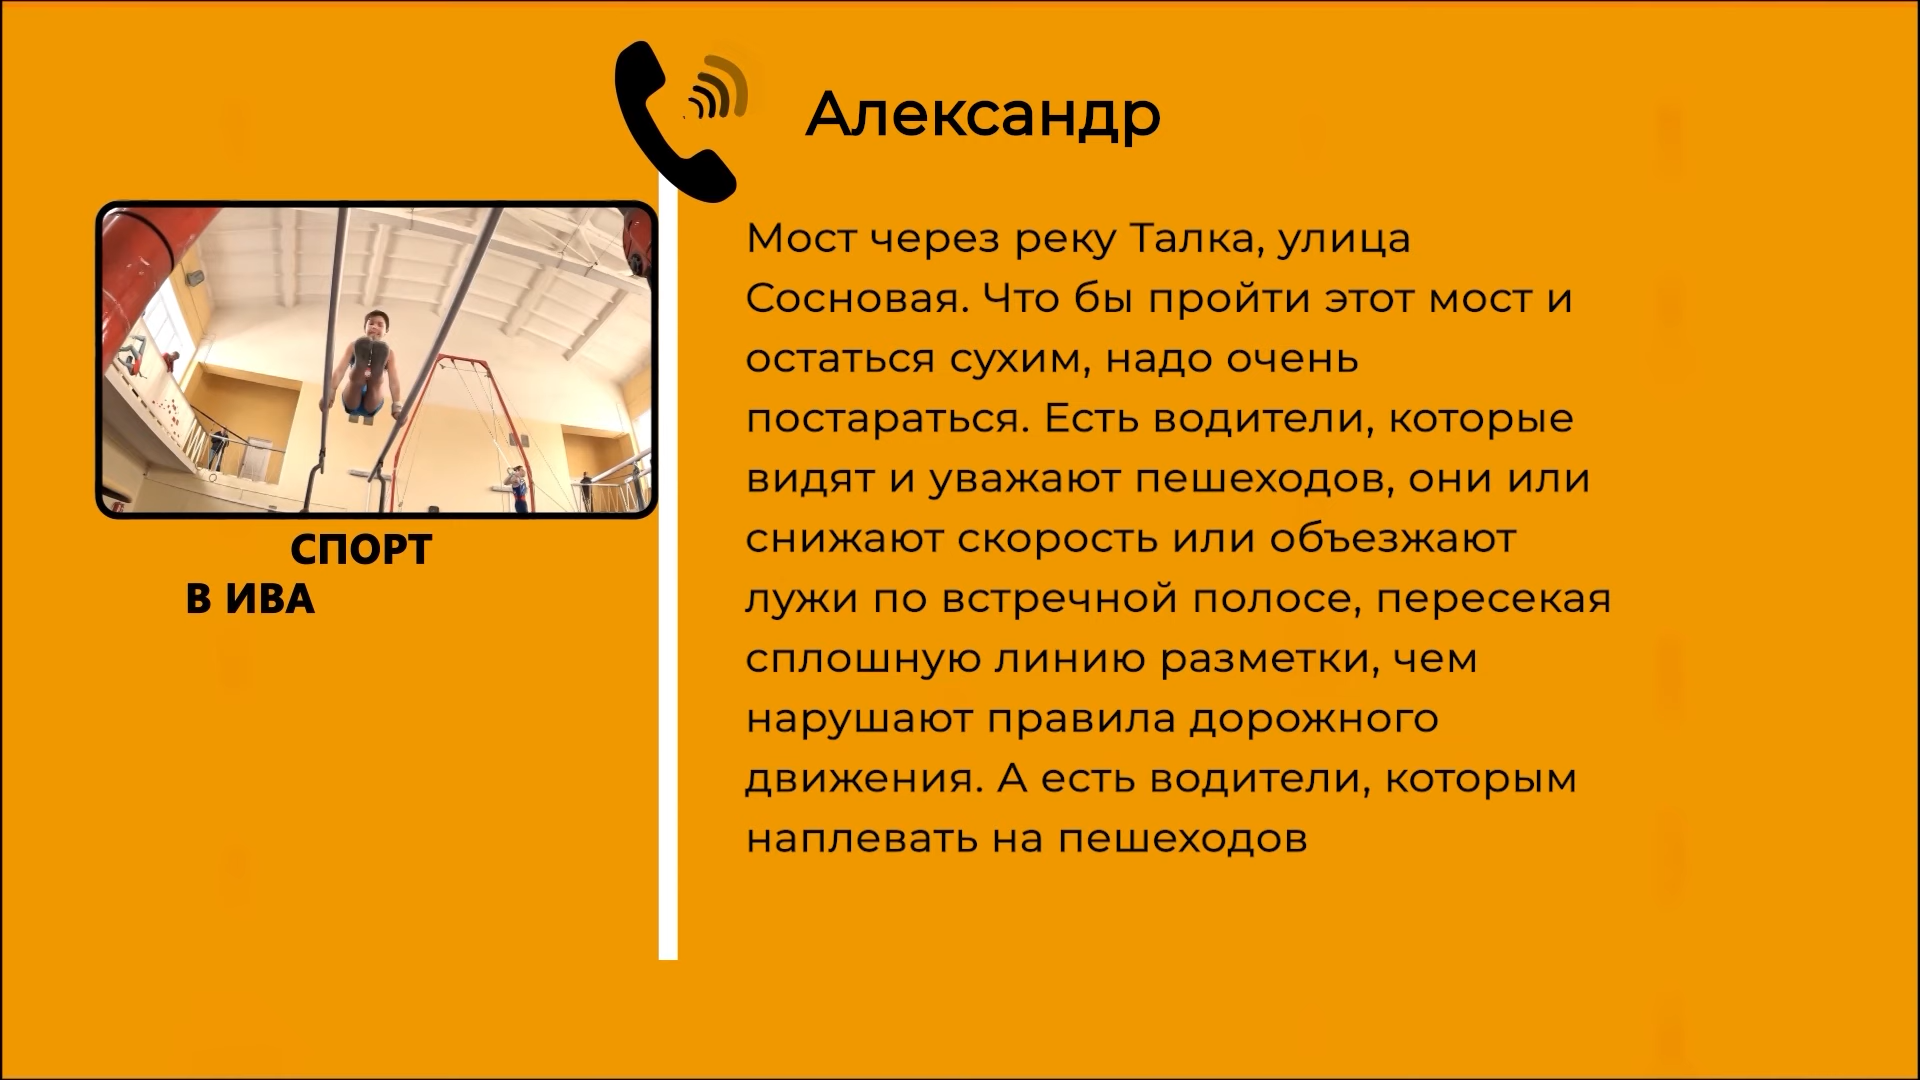 Александр
Мост через реку Талка, улица
Сосновая. Что бы пройти этот мост и
остаться сухим, надо очень
постараться. Есть водители, которые
видят и уважают пешеходов, они или
снижают скорость или объезжают
лужи по встречной полосе, пересекая
сплошную линию разметки, чем
нарушают правила дорожного
движения. А есть водители, которым
наплевать на пешеходов
СПОРТ
В ИВА